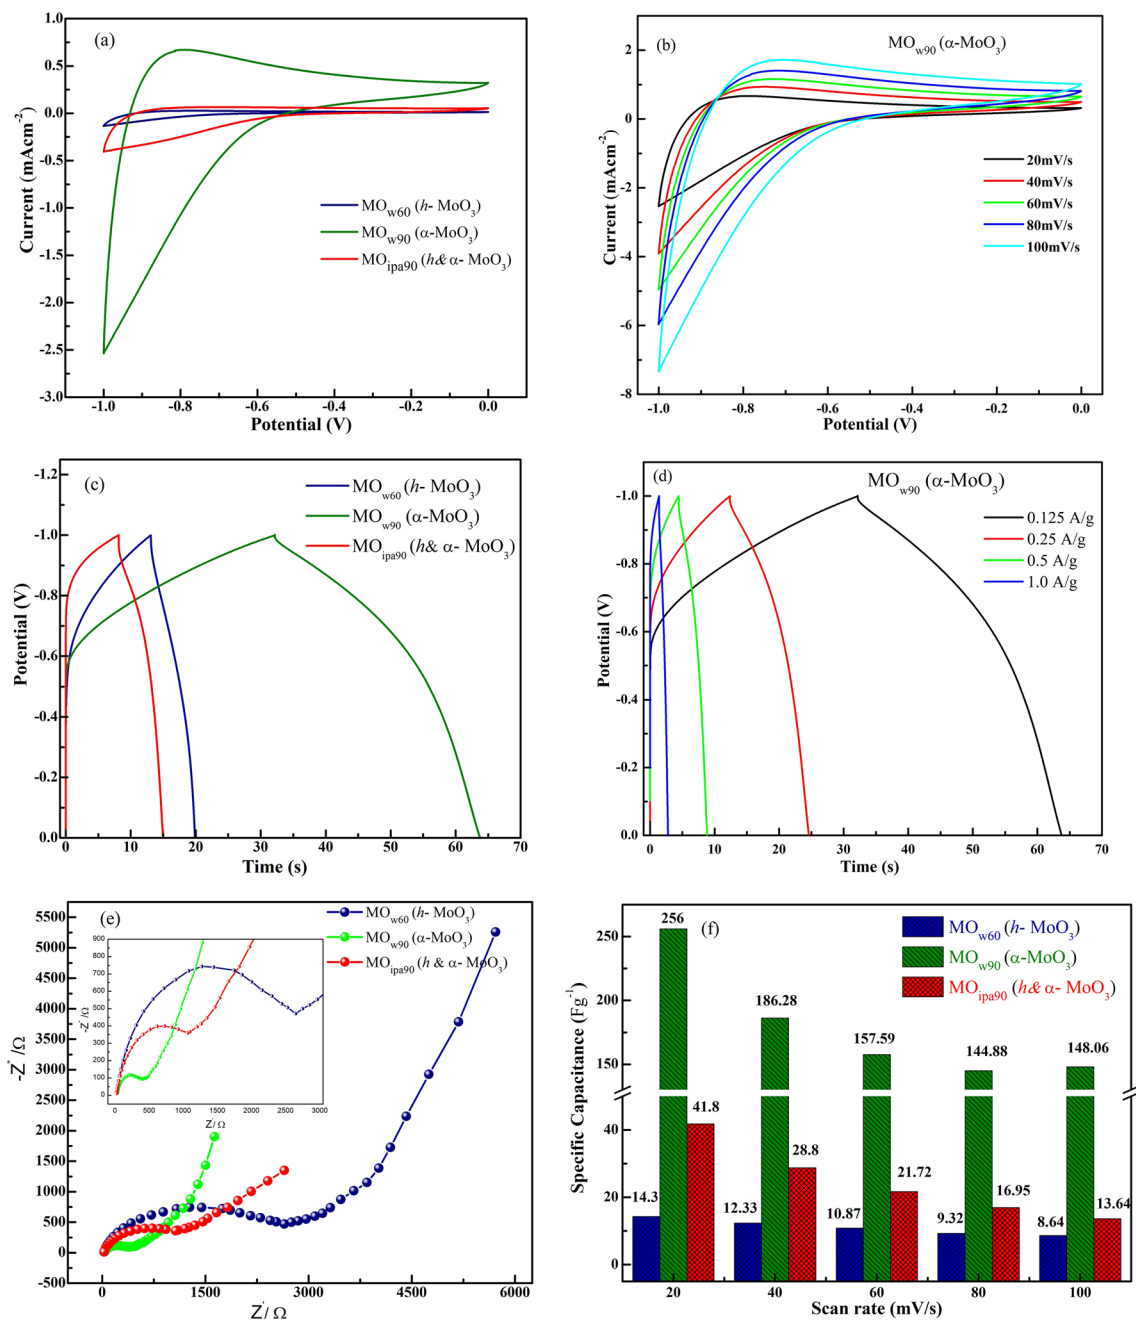 (a)
Current (mAcm-2)
1.0
0.5
0.0
-0.5
-1.0
-1.5
-2.0
-2.5
-3.0
MOw60 (h- MoO3)
MOw90 (α-MoO3)
MOipa90 (h& α- MoO3)
-1.0 -0.8 -0.6 -0.4 -0.2 0.0
Potential (V)
(b)
MOw90 (α-MoO3)
Current (mAcm-2)
2
0
-2
-4
-6
-8
20mV/s
40mV/s
60mV/s
80mV/s
100mV/s
-1.0 -0.8 -0.6 -0.4 -0.2 0.0
Potential (V)
(c)
Potential (V)
-1.2
-1.0
-0.8
-0.6
-0.4
-0.2
0.0
MOw60 (h- MoO3)
MOw90 (α-MoO3)
MOipa90 (h& α- MoO3)
0 10 20 30 40 50 60 70
Time (s)
(d)
MOw90 (α-MoO3)
Potential (V)
-1.0
-0.8
-0.6
-0.4
-0.2
0.0
0.125 A/g
0.25 A/g
0.5 A/g
1.0 A/g
0 10 20 30 40 50 60 70
Time (s)
(e)
-Z″ /Ω
5500
5000
4500
4000
3500
3000
2500
2000
1500
1000
500
0
-500
MOw60 (h- MoO3)
MOw90 (α-MoO3)
MOipa90 (h & α- MoO3)
900
800
700
600
500
400
300
200
100
0
0 500 1000 1500 2000 2500 3000
Z′/ Ω
0 1500 3000 4500 6000
Z′/ Ω
(f)
Specific Capacitance (Fg-1)
250
200
150
40
20
0
MOw60 (h- MoO3)
MOw90 (α-MoO3)
MOipa90 (h& α- MoO3)
256
186.28
157.59
144.88
148.06
41.8
28.8
21.72
16.95
13.64
14.3
12.33
10.87
9.32
8.64
20 40 60 80 100
Scan rate (mV/s)